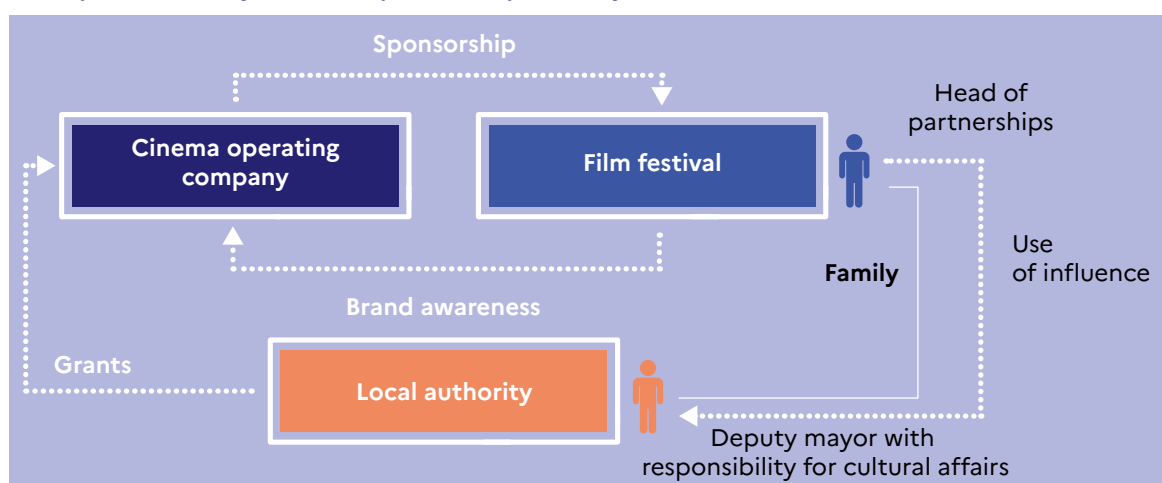 Sponsorship
Cinema operating
company
Film festival
Head of
partnerships
Use
of influence
Family
Brand awareness
Grants
Local authority
Deputy mayor with
responsibility for cultural affairs